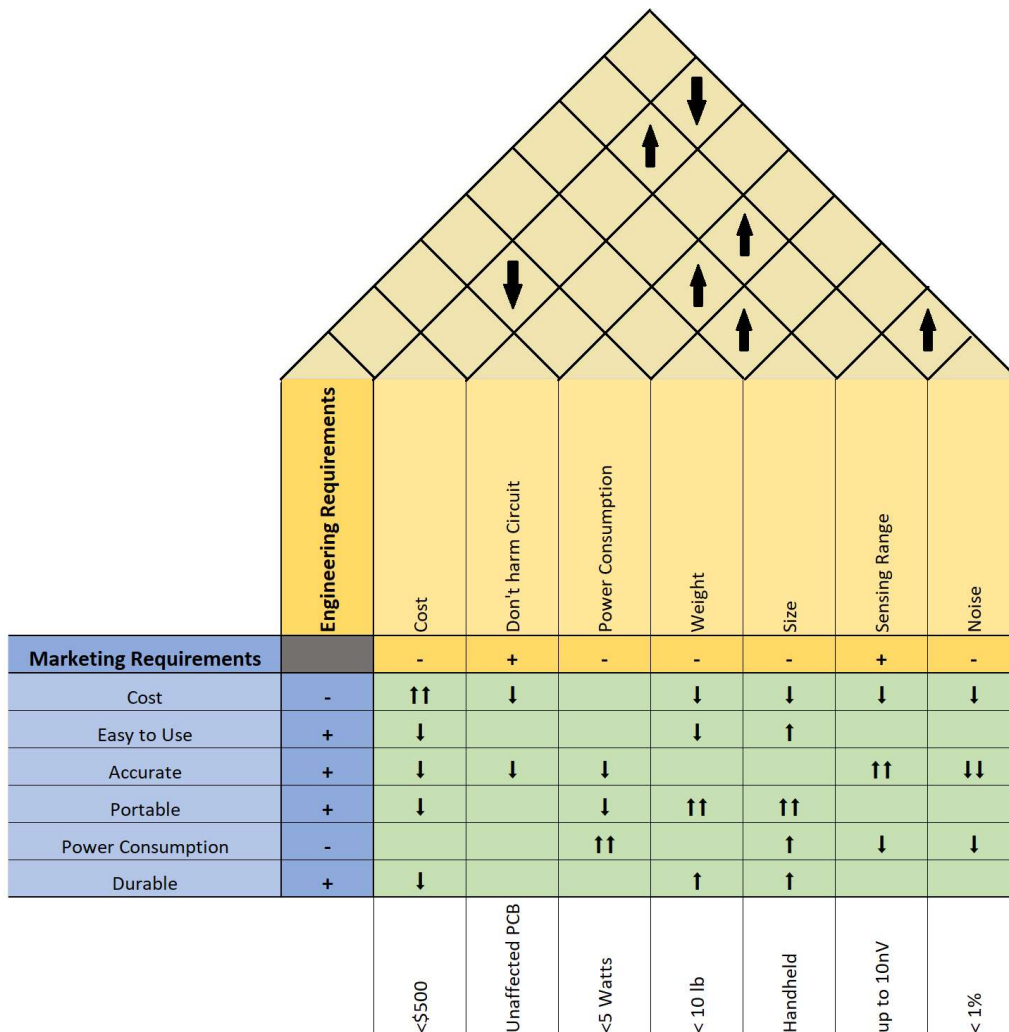 Engineering Requirements
Cost
Don't harm Circuit
Power Consumption
Weight
Size
Sensing Range
Noise
Marketing Requirements - + - - - + -
Cost - ↑↑ ↓ ↓ ↓ ↓ ↓
Easy to Use + ↓ ↓ ↑
Accurate + ↓ ↓ ↓ ↑↑ ↓↓
Portable + ↓ ↓ ↑↑ ↑↑
Power Consumption - ↑↑ ↑ ↓ ↓
Durable + ↓ ↑ ↑
<$500
Unaffected PCB
<5 Watts
< 10 lb
Handheld
up to 10nV
< 1%